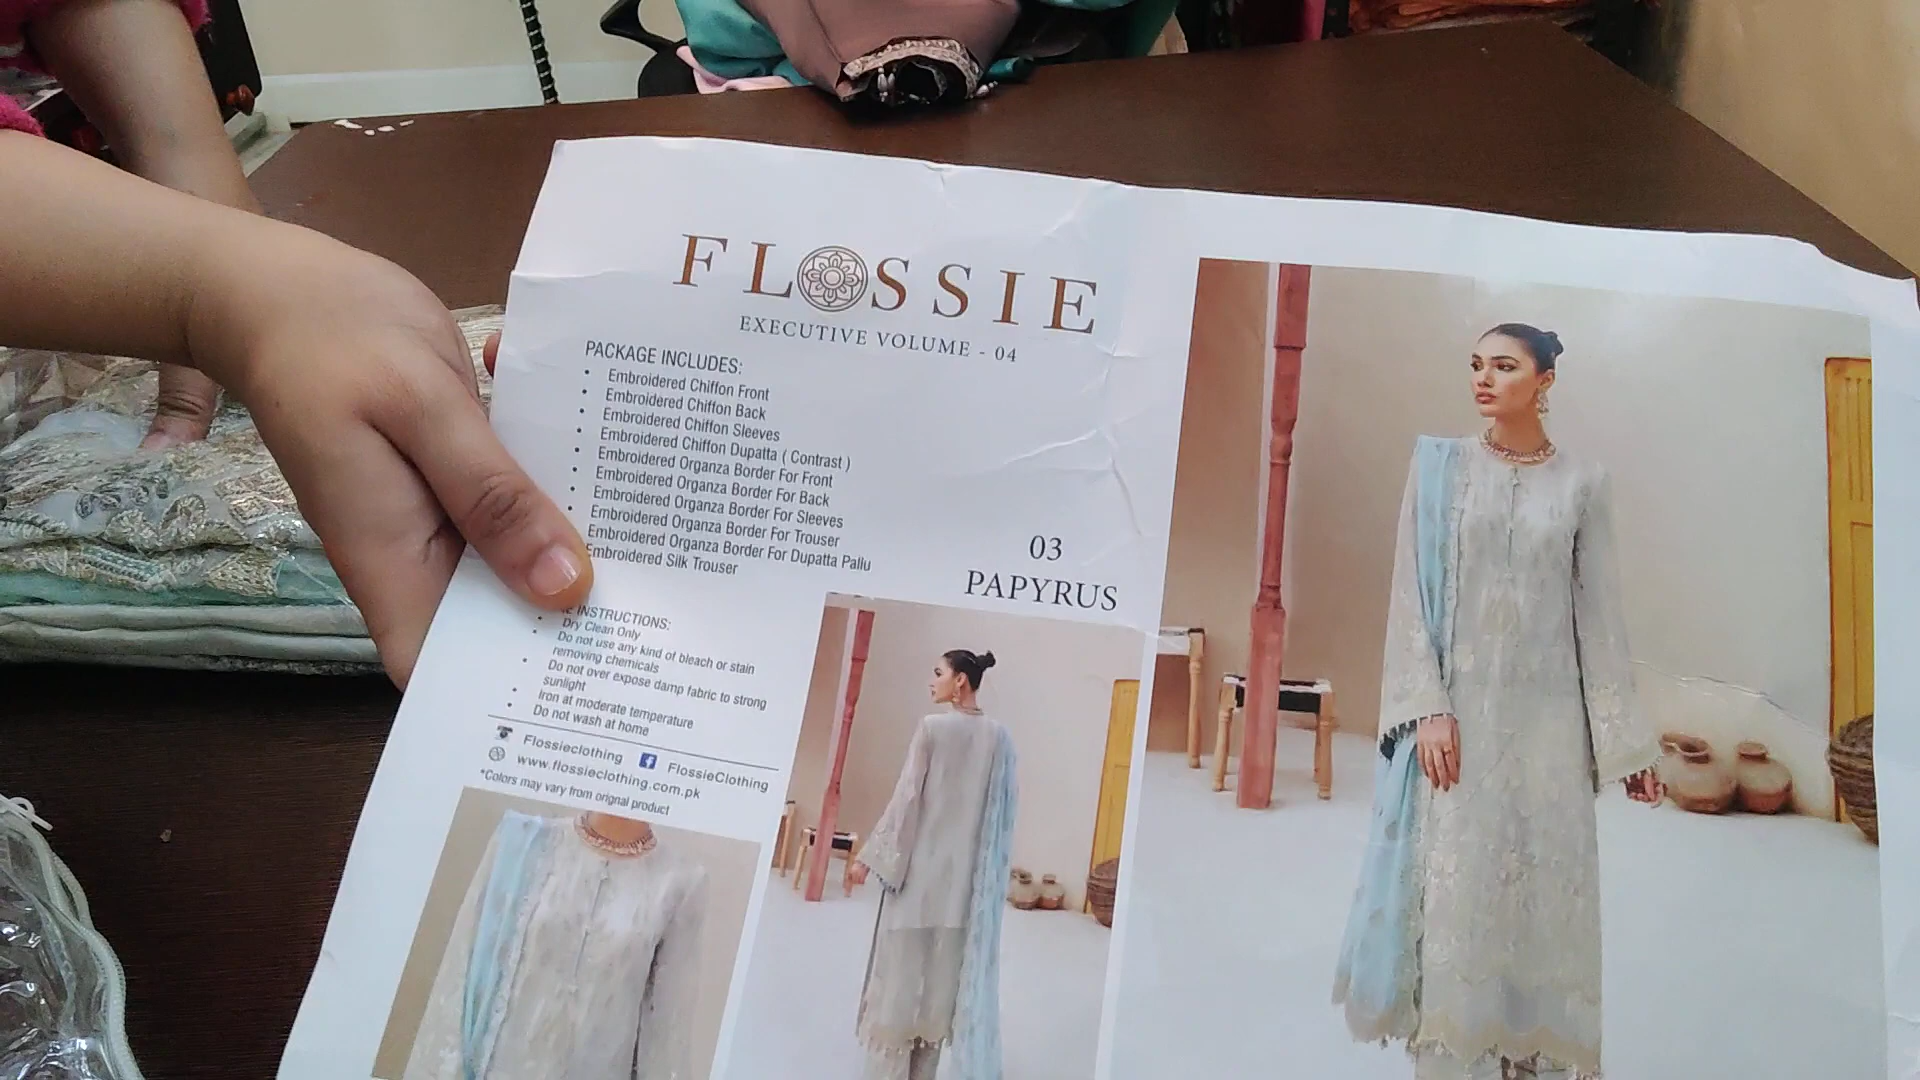 FLOSSIE
EXECUTIVE VOLUME - 04
PACKAGE INCLUDES:
• Embroidered Chiffon Front
• Embroidered Chiffon Back
• Embroidered Chiffon Sleeves
• Embroidered Chiffon Dupatta ( Contrast )
• Embroidered Organza Border For Front
• Embroidered Organza Border For Back
• Embroidered Organza Border For Sleeves
• Embroidered Organza Border For Trouser
Embroidered Organza Border For Dupatta Pallu
Embroidered Silk Trouser
03
PAPYRUS
INSTRUCTIONS:
• Dry Clean Only
• Do not use any kind of bleach or stain
removing chemicals
• Do not over expose damp fabric to strong
sunlight
• Iron at moderate temperature
• Do not wash at home
Flossieclothing FlossieClothing
www.flossieclothing.com.pk
*Colors may vary from orignal product